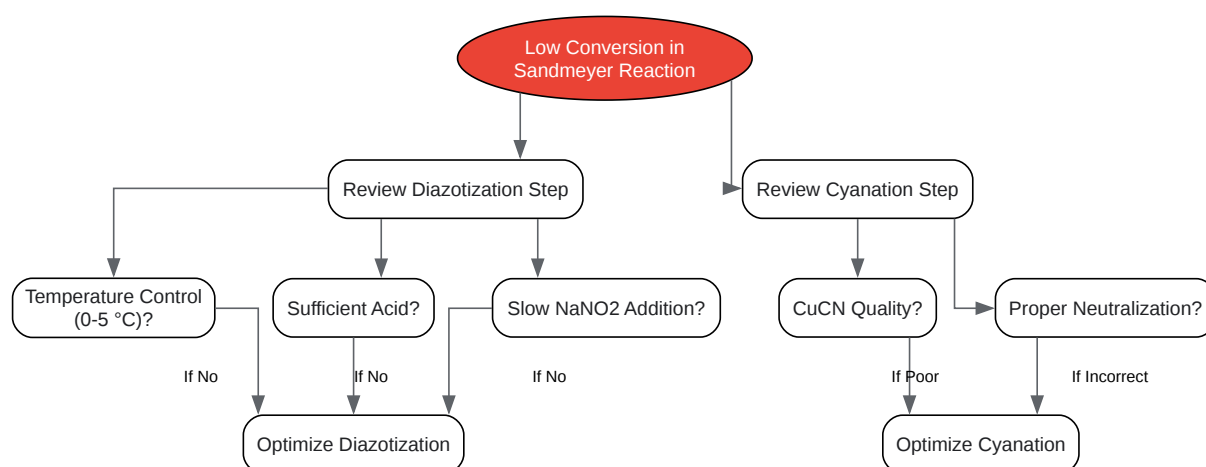 Low Conversion in
Sandmeyer Reaction
Review Diazotization Step
Review Cyanation Step
Temperature Control
(0-5 °C)?
Sufficient Acid?
Slow NaNO2 Addition?
CuCN Quality?
Proper Neutralization?
If No
If No
If No
If Poor
If Incorrect
Optimize Diazotization
Optimize Cyanation